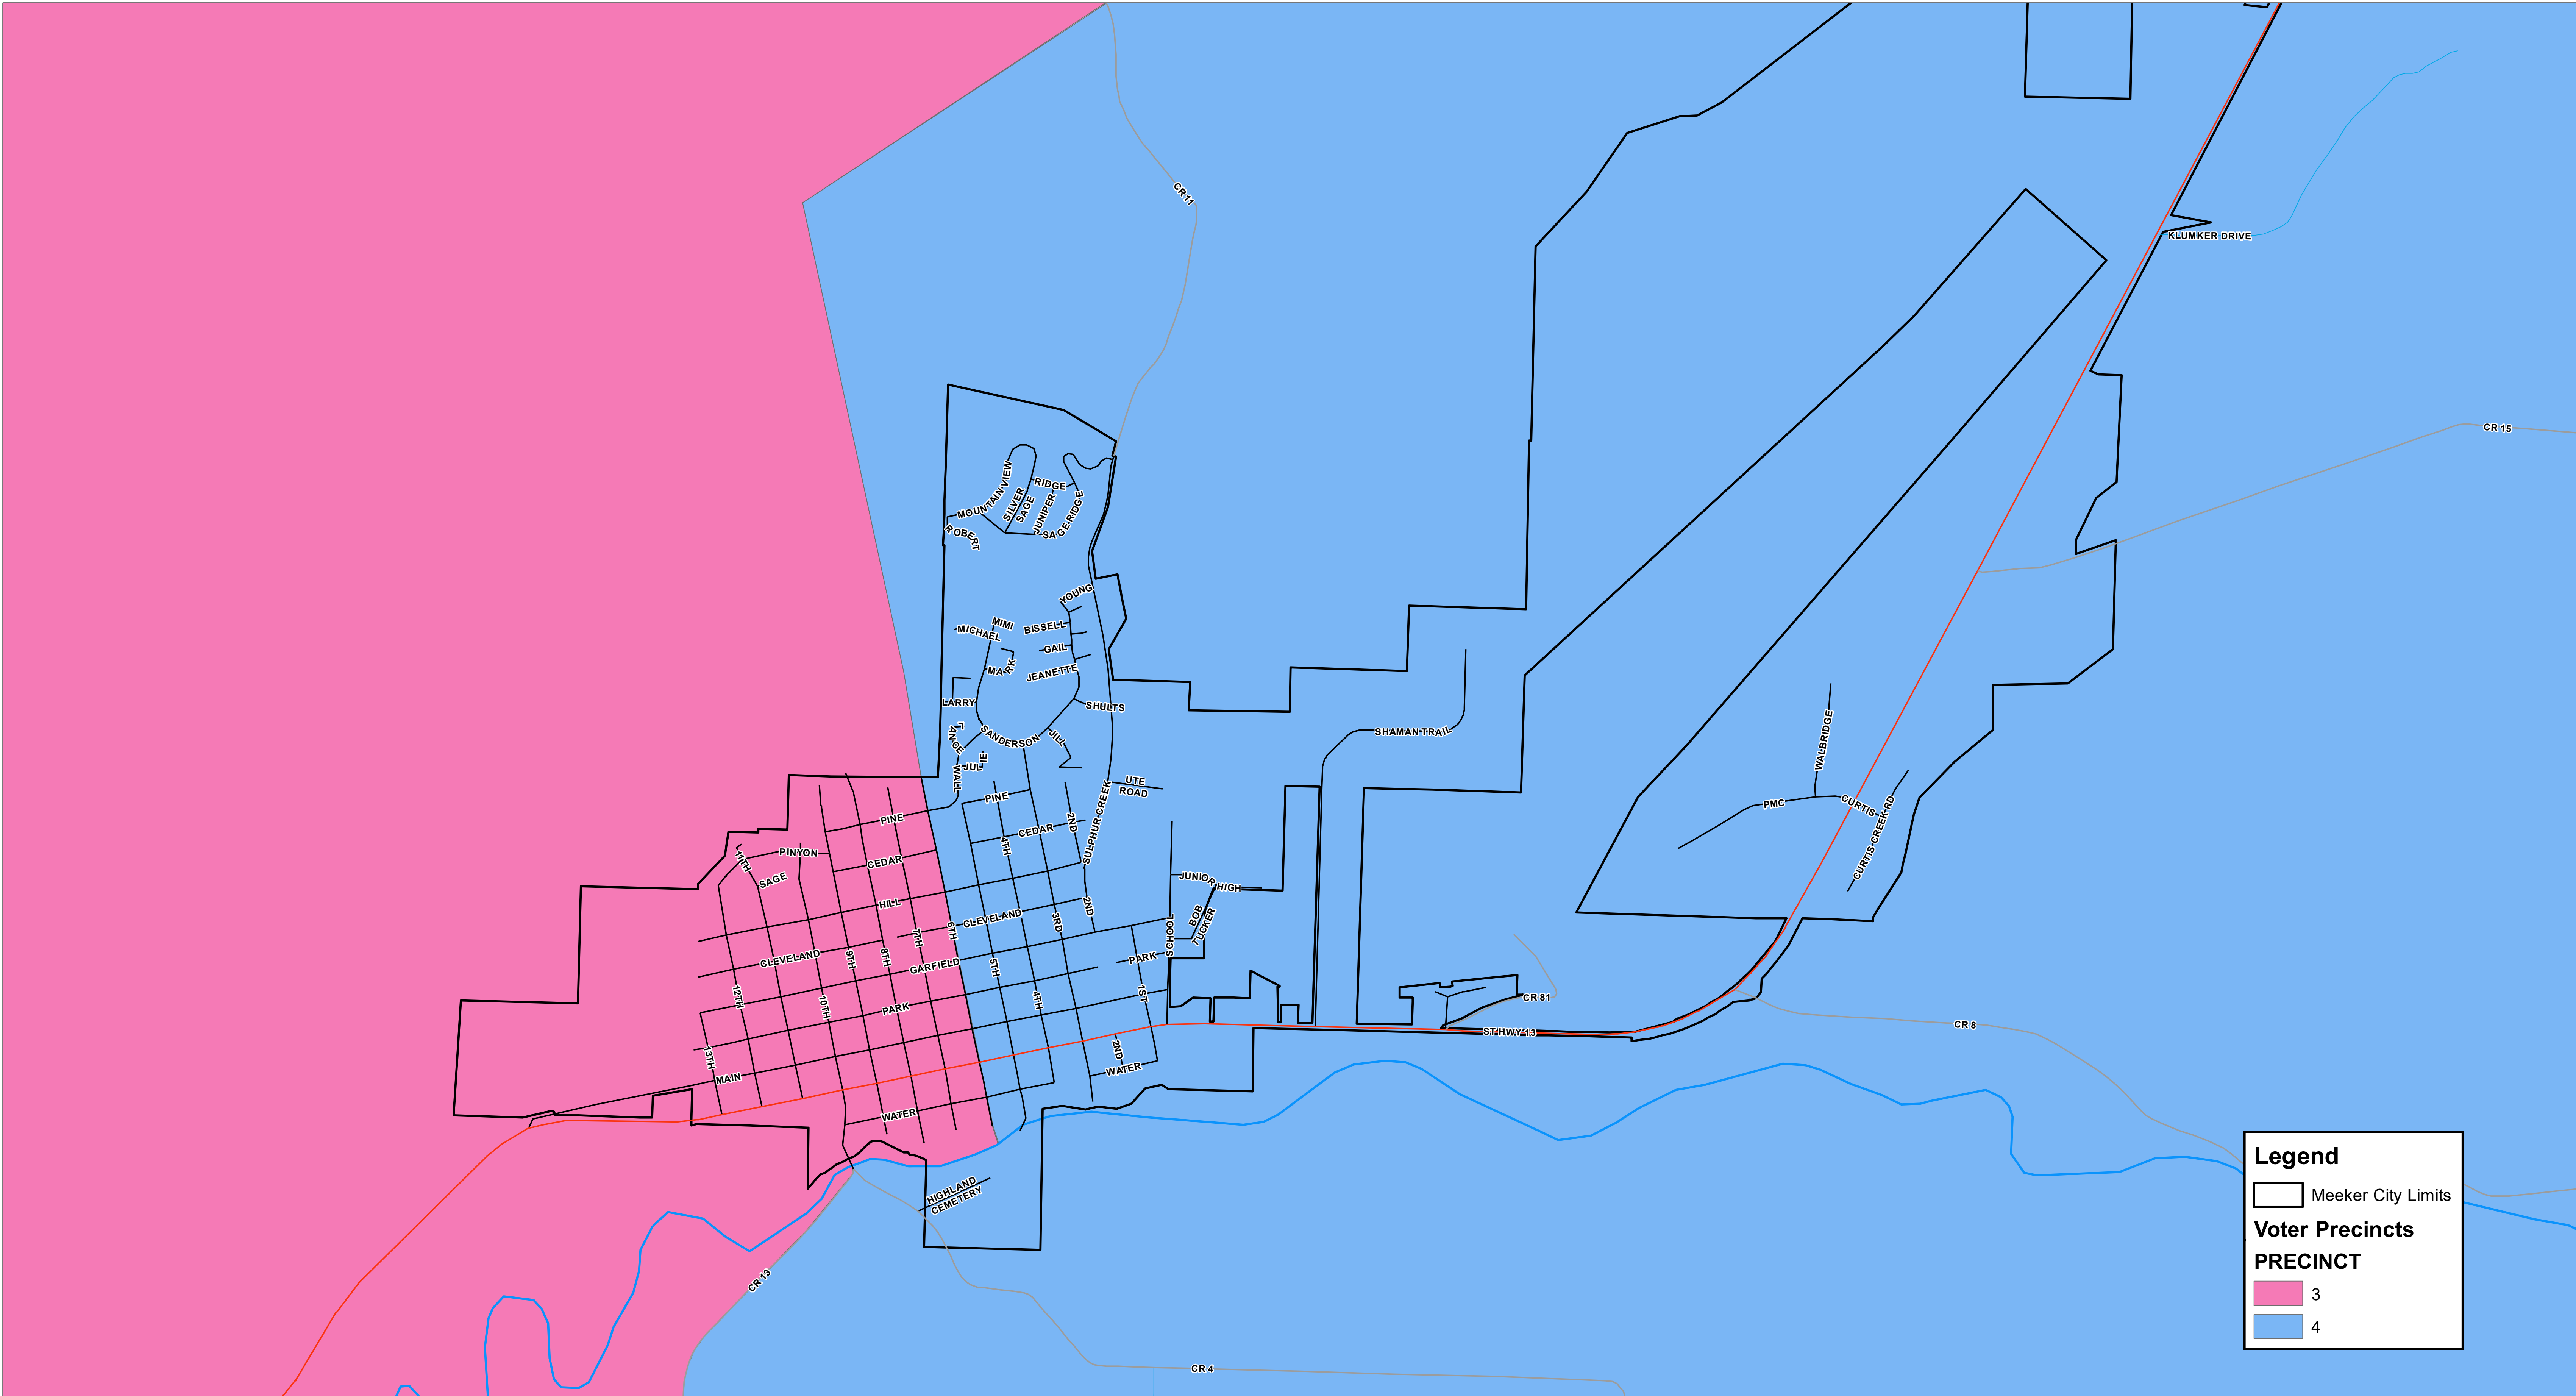 CR 11
KLUMKER DRIVE
CR 15
MOUNTAIN VIEW
RIDGE
SILVER
SAGE
JUNIPER
SAGE RIDGE
ROBERT
YOUNG
MIMI
MICHAEL
BISSELL
GAIL
MARK
JEANETTE
LARRY
SHULTS
SANDERSON
JILL
LANCE
JULIE
WALL
SHAMAN TRAIL
UTE
ROAD
WALBRIDGE
PMC
CURTIS
CURTIS CREEK RD
PINE
PINE
2ND
CEDAR
SULPHUR CREEK
4TH
PINYON
11TH
CEDAR
SAGE
JUNIOR HIGH
HILL
2ND
BOB
TUCKER
CLEVELAND
3RD
6TH
7TH
SCHOOL
CLEVELAND
9TH
8TH
GARFIELD
5TH
PARK
12TH
10TH
PARK
4TH
1ST
CR 81
ST HWY 13
CR 8
13TH
2ND
MAIN
WATER
WATER
HIGHLAND
CEMETERY
CR 13
CR 4
Legend
Meeker City Limits
Voter Precincts
PRECINCT
3
4